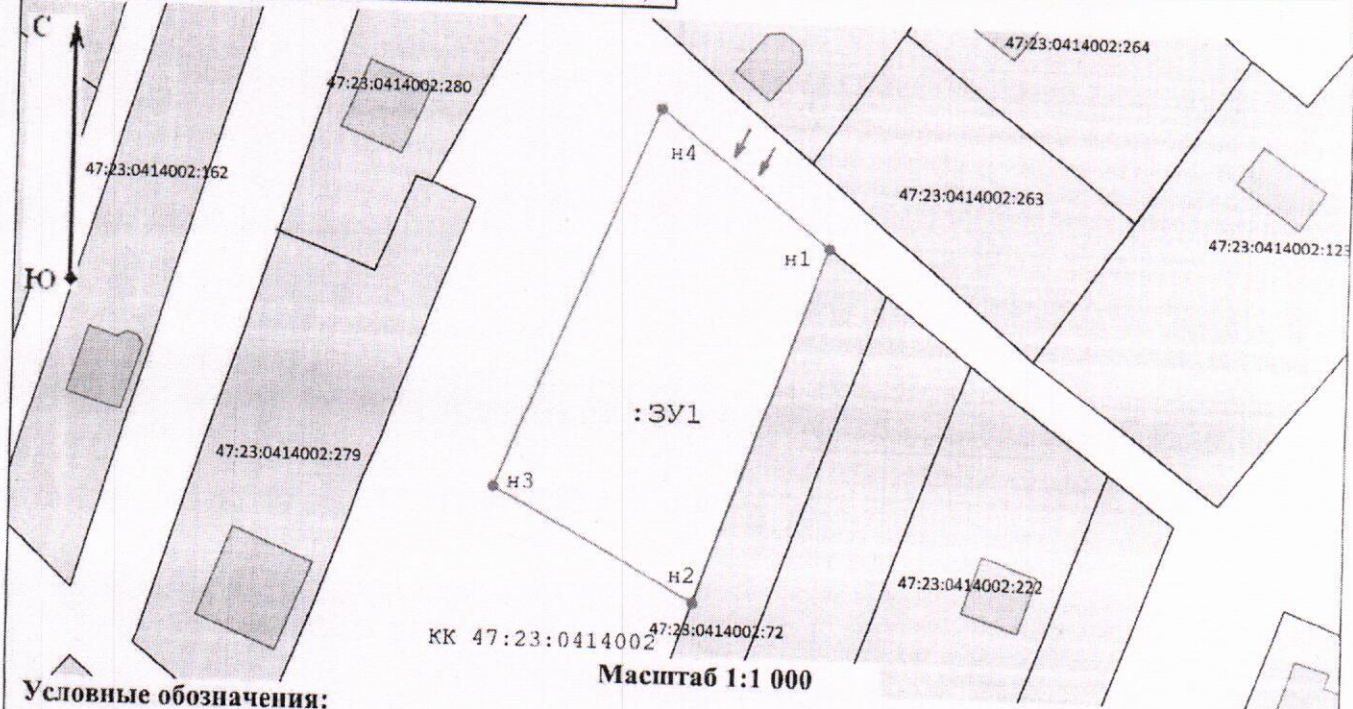 С
47:23:0414002:264
47:23:0414002:280
н4
47:23:0414002:162
47:23:0414002:263
н1
47:23:0414002:123
Ю
:ЗУ1
47:23:0414002:279
н3
н2
47:23:0414002:222
КК 47:23:0414002
47:23:0414002:72
Масштаб 1:1 000
Условные обозначения: